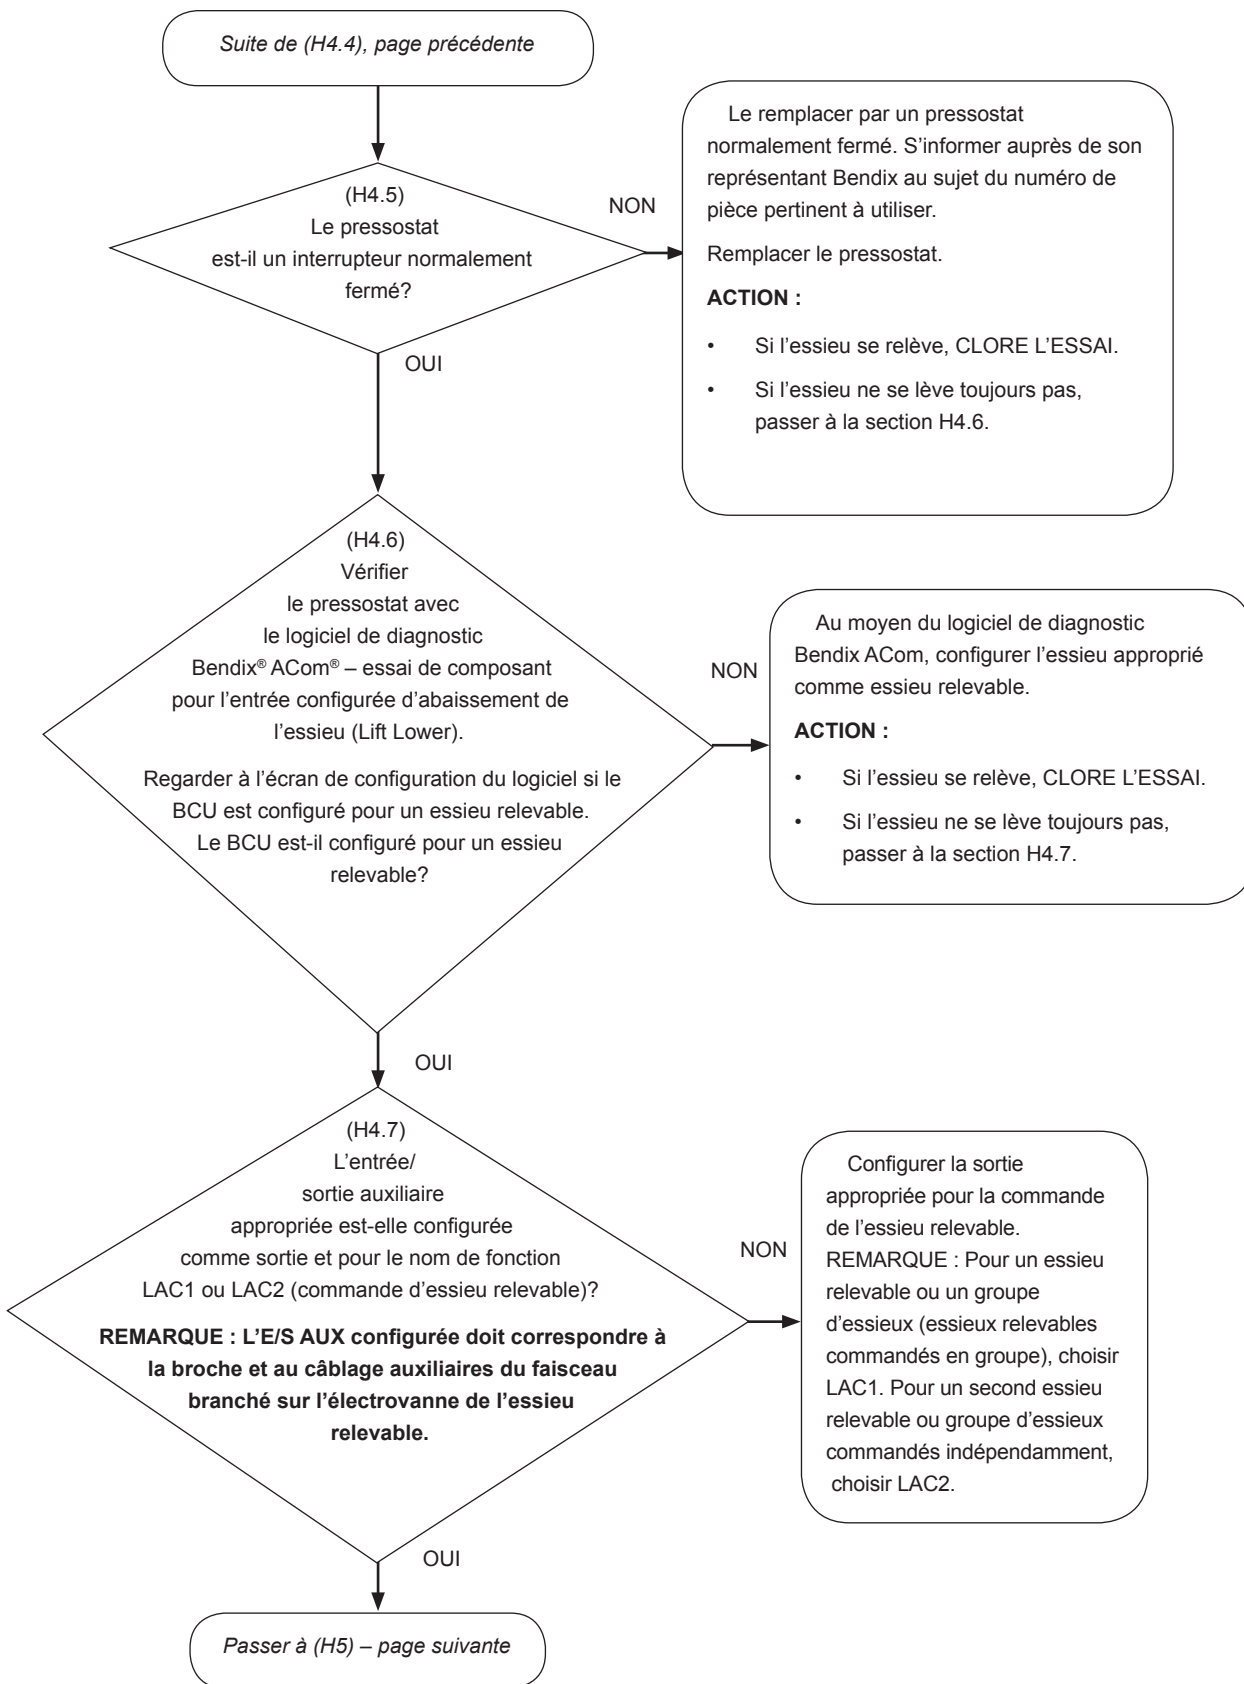 Suite de (H4.4), page précédente
(H4.5)
Le pressostat
est-il un interrupteur normalement
fermé?
NON
OUI
Le remplacer par un pressostat
normalement fermé. S’informer auprès de son
représentant Bendix au sujet du numéro de
pièce pertinent à utiliser.
Remplacer le pressostat.
ACTION :
• Si l’essieu se relève, CLORE L’ESSAI.
• Si l’essieu ne se lève toujours pas,
passer à la section H4.6.
(H4.6)
Vérifier
le pressostat avec
le logiciel de diagnostic
Bendix® ACom® – essai de composant
pour l’entrée configurée d’abaissement de
l’essieu (Lift Lower).
Regarder à l’écran de configuration du logiciel si le
BCU est configuré pour un essieu relevable.
Le BCU est-il configuré pour un essieu
relevable?
NON
OUI
Au moyen du logiciel de diagnostic
Bendix ACom, configurer l’essieu approprié
comme essieu relevable.
ACTION :
• Si l’essieu se relève, CLORE L’ESSAI.
• Si l’essieu ne se lève toujours pas,
passer à la section H4.7.
(H4.7)
L’entrée/
sortie auxiliaire
appropriée est-elle configurée
comme sortie et pour le nom de fonction
LAC1 ou LAC2 (commande d’essieu relevable)?
REMARQUE : L’E/S AUX configurée doit correspondre à
la broche et au câblage auxiliaires du faisceau
branché sur l’électrovanne de l’essieu
relevable.
NON
OUI
Configurer la sortie
appropriée pour la commande
de l’essieu relevable.
REMARQUE : Pour un essieu
relevable ou un groupe
d’essieux (essieux relevables
commandés en groupe), choisir
LAC1. Pour un second essieu
relevable ou groupe d’essieux
commandés indépendamment,
choisir LAC2.
Passer à (H5) – page suivante